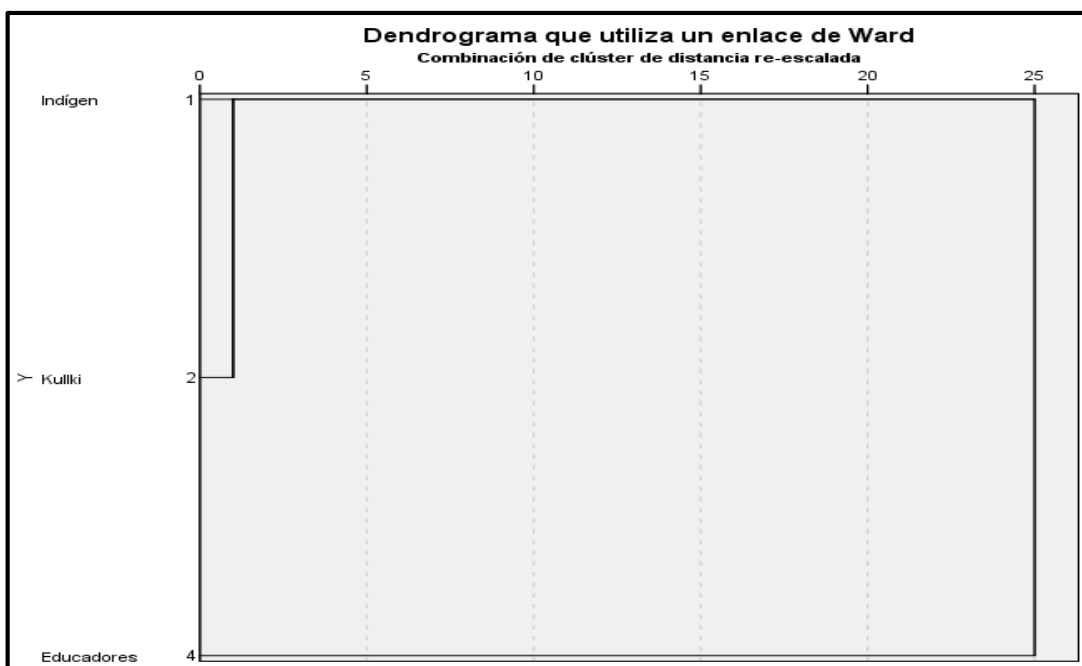 Dendrograma que utiliza un enlace de Ward
Combinación de clúster de distancia re-escalada
0 5 10 15 20 25
Indígen 1
Y Kullki 2
Educadores 4